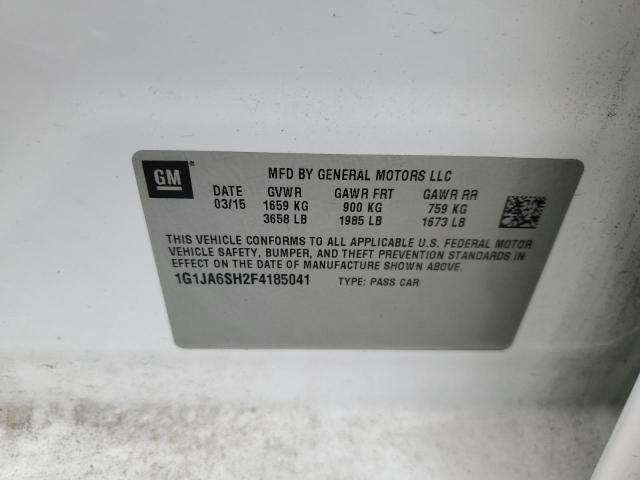 GM ®
MFD BY GENERAL MOTORS LLC
DATE GVWR GAWR FRT GAWR RR
03/15 1659 KG 900 KG 759 KG
3658 LB 1985 LB 1673 LB
THIS VEHICLE CONFORMS TO ALL APPLICABLE U.S. FEDERAL MOTOR
VEHICLE SAFETY, BUMPER, AND THEFT PREVENTION STANDARDS IN
EFFECT ON THE DATE OF MANUFACTURE SHOWN ABOVE.
1G1JA6SH2F4185041 TYPE: PASS CAR